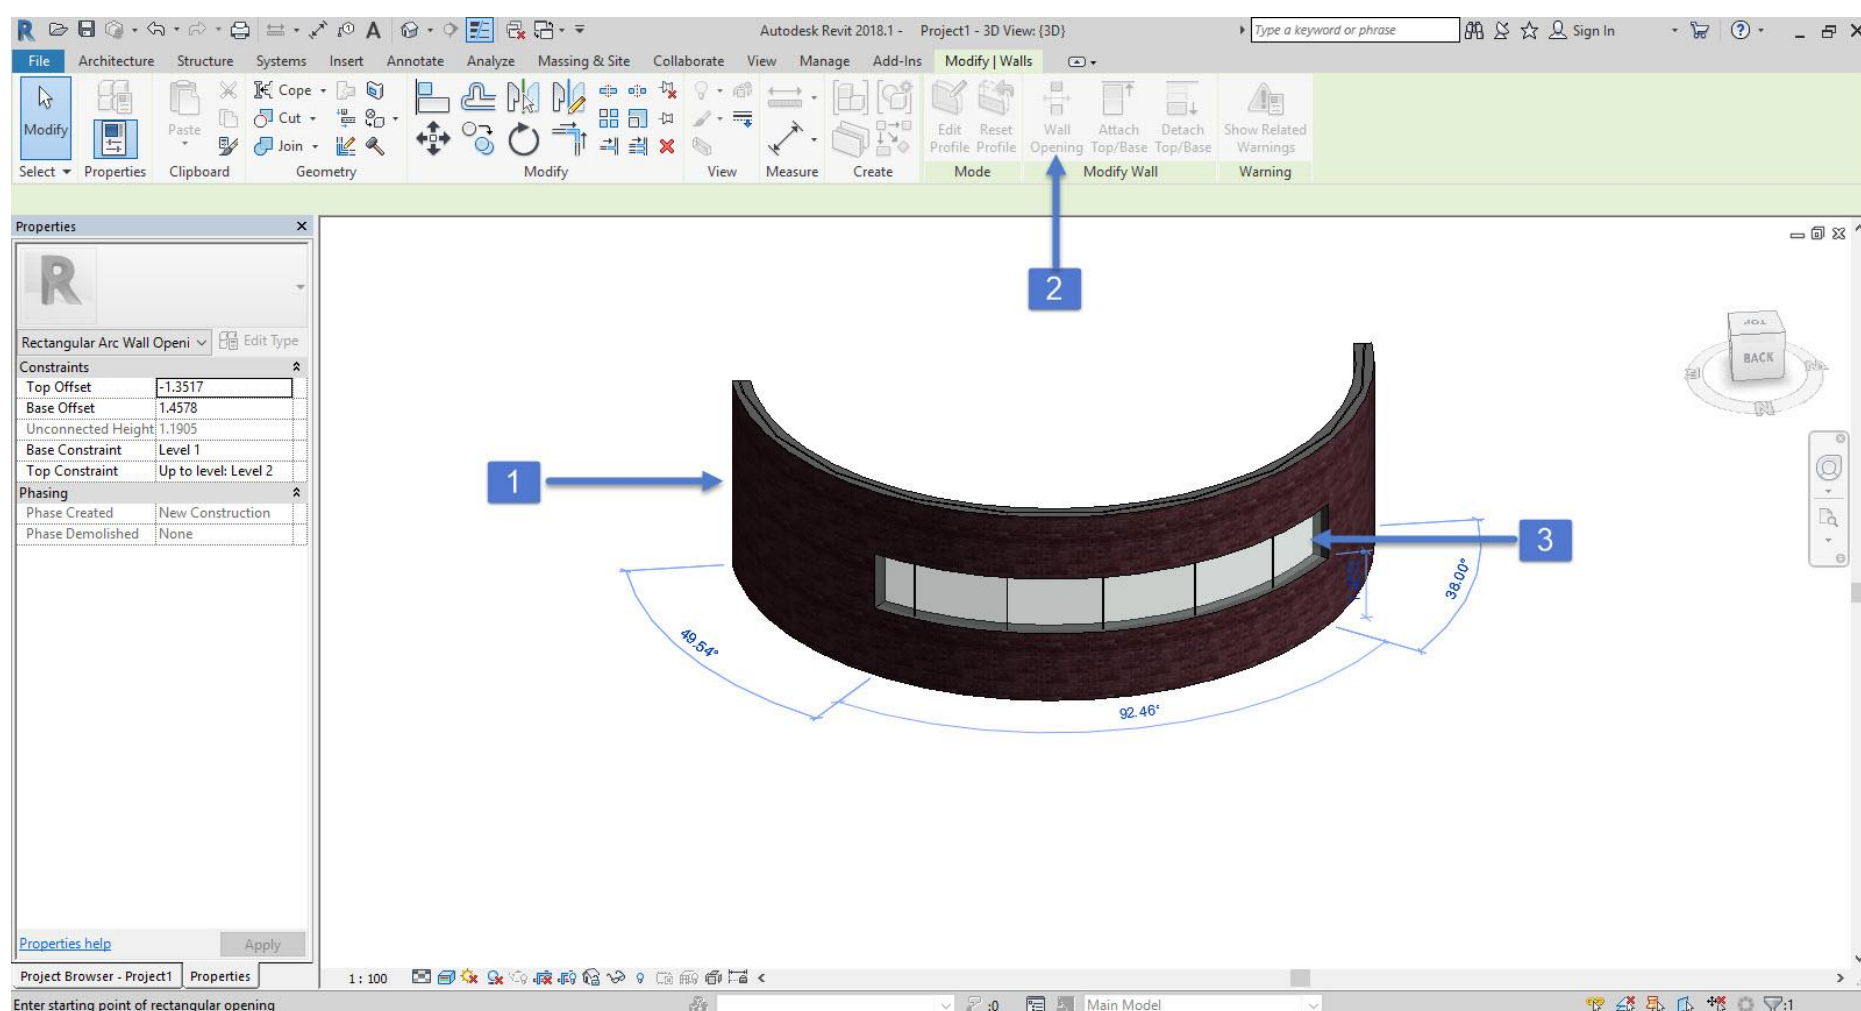 Autodesk Revit 2018.1 - Project1 - 3D View: {3D}
Type a keyword or phrase
Sign In
File Architecture Structure Systems Insert Annotate Analyze Massing & Site Collaborate View Manage Add-Ins Modify | Walls
Modify
Paste
Cope
Cut
Join
Edit Profile
Reset Profile
Wall Opening
Attach Top/Base
Detach Top/Base
Show Related Warnings
Select Properties Clipboard Geometry Modify View Measure Create Mode Modify Wall Warning
Properties
Rectangular Arc Wall Openi
Edit Type
Constraints
Top Offset -1.3517
Base Offset 1.4578
Unconnected Height 1.1905
Base Constraint Level 1
Top Constraint Up to level: Level 2
Phasing
Phase Created New Construction
Phase Demolished None
1
2
3
49.54°
92.46°
38.00°
TOP
BACK
N
E
Properties help
Apply
Project Browser - Project1 Properties
1 : 100
Enter starting point of rectangular opening
:0
Main Model
:1